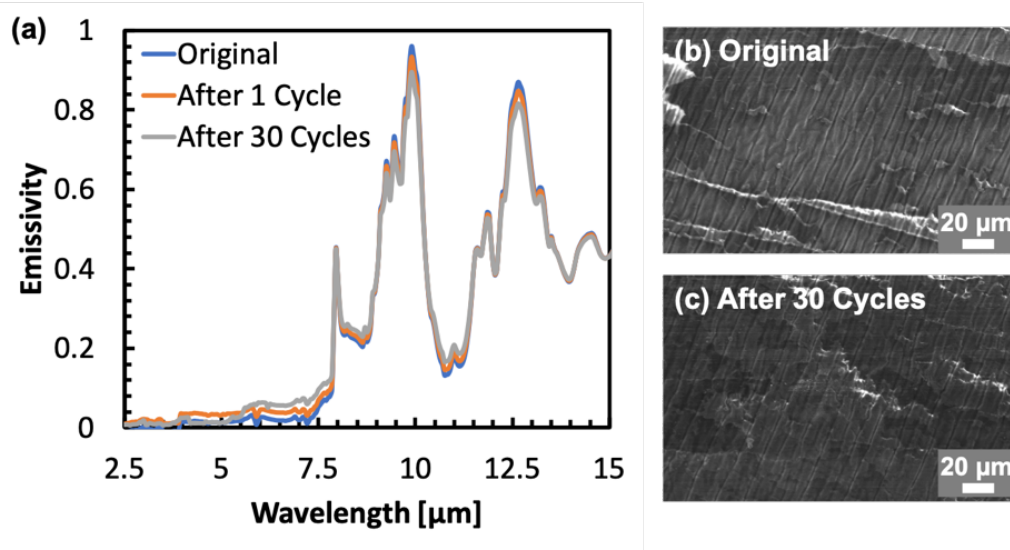 (a)
1
0.8
0.6
0.4
0.2
0
Emissivity
Original
After 1 Cycle
After 30 Cycles
2.5 5 7.5 10 12.5 15
Wavelength [μm]
(b) Original
20 μm
(c) After 30 Cycles
20 μm